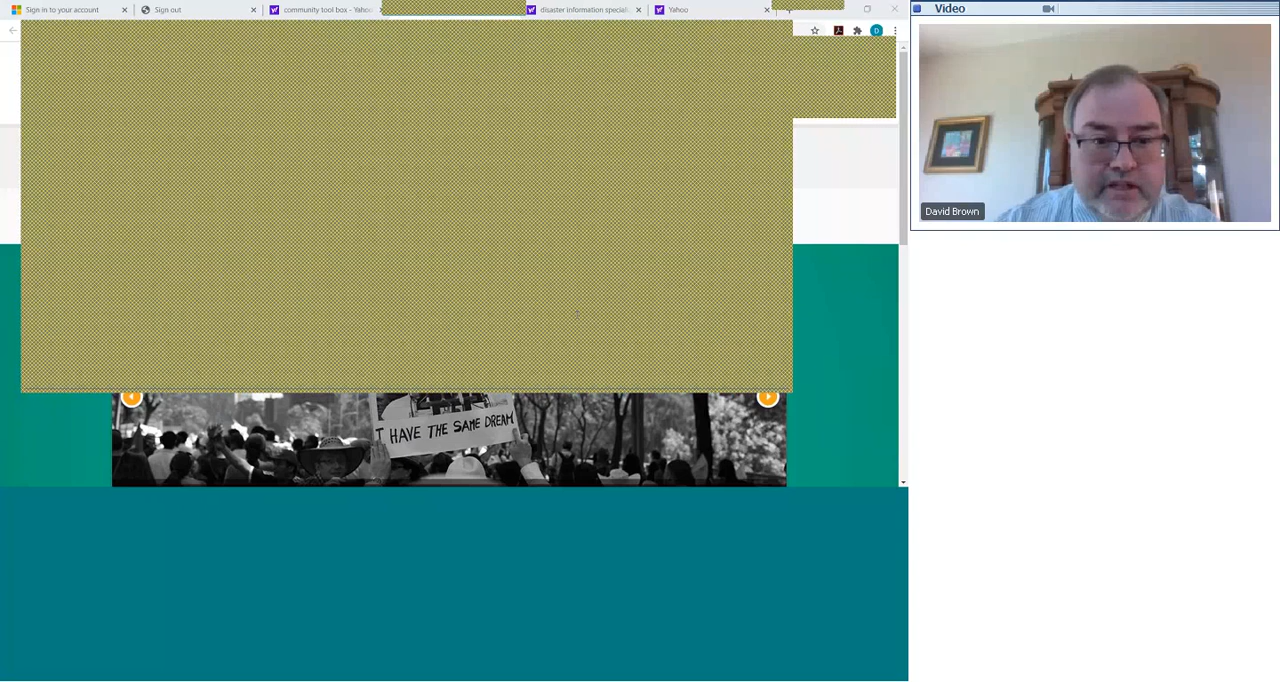 Sign in to your account
Sign out
community tool box - Yahoo
disaster information special
Yahoo
D
Video
David Brown
I HAVE THE SAME DREAM